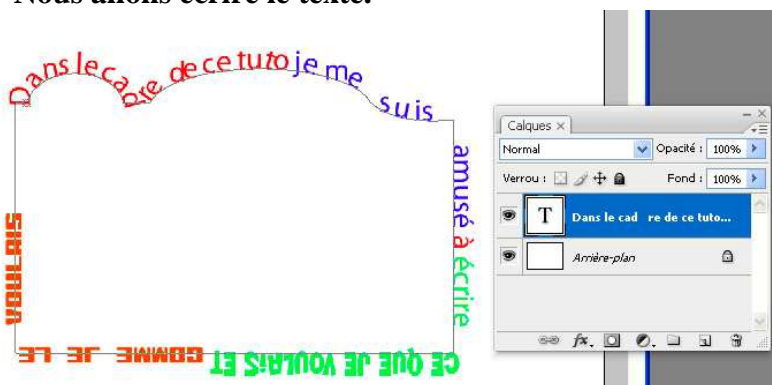 Nous allons écrire le texte.
Dans le cadre de ce tuto je me suis
amusé à écrire
CE QUE JE VOULAIS ET COMME JE LE
VOULAIS
Calques ×
Normal Opacité : 100%
Verrou : Fond : 100%
T Dans le cad re de ce tuto...
Arrière-plan
fx.